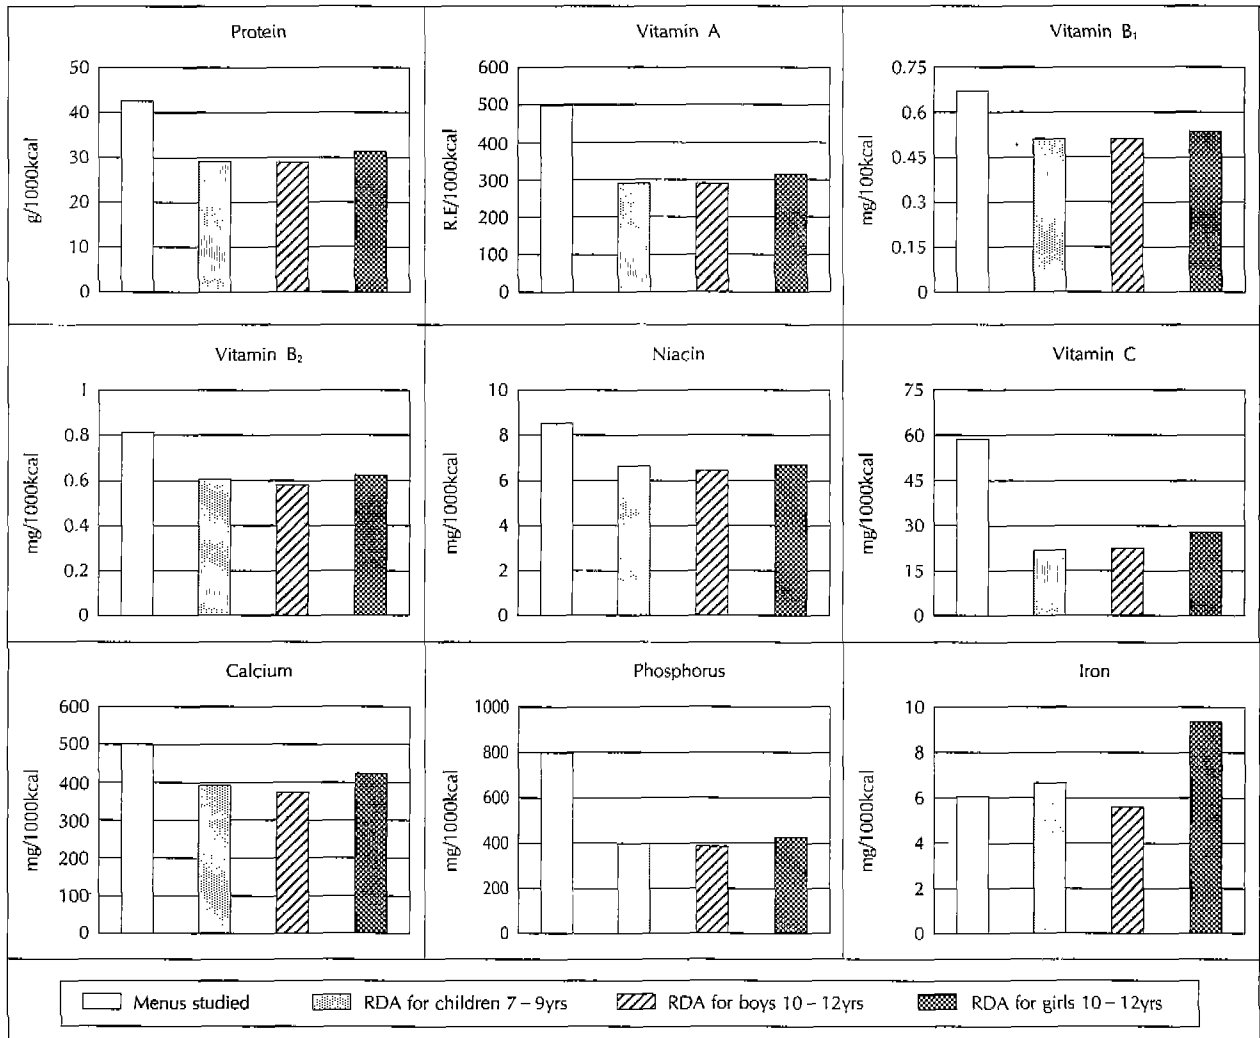 Protein
50
40
30
20
10
0
g/1000kcal
Vitamin A
600
500
400
300
200
100
0
R.E/1000kcal
Vitamin B₁
0.75
0.6
0.45
0.3
0.15
0
mg/100kcal
Vitamin B₂
1
0.8
0.6
0.4
0.2
0
mg/1000kcal
Niacin
10
8
6
4
2
0
mg/1000kcal
Vitamin C
75
60
45
30
15
0
mg/1000kcal
Calcium
600
500
400
300
200
100
0
mg/1000kcal
Phosphorus
1000
800
600
400
200
0
mg/1000kcal
Iron
10
8
6
4
2
0
mg/1000kcal
Menus studied RDA for children 7–9yrs RDA for boys 10–12yrs RDA for girls 10–12yrs